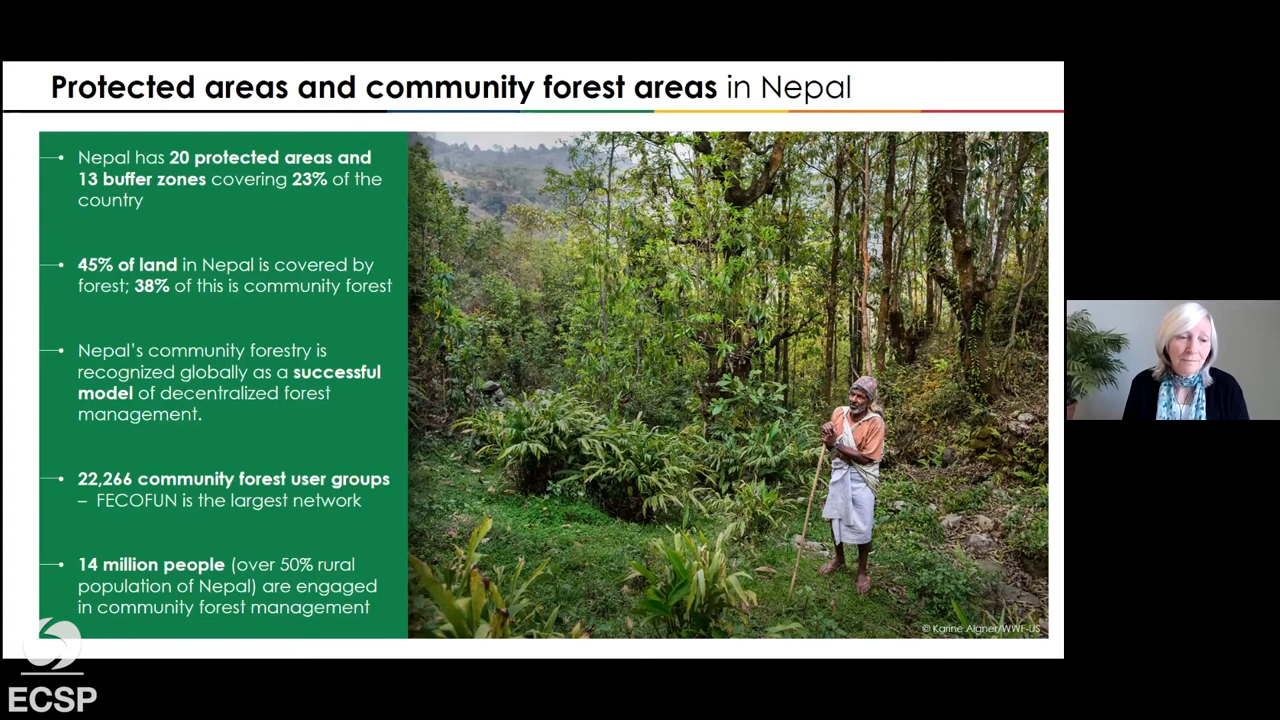 Protected areas and community forest areas in Nepal
Nepal has 20 protected areas and
13 buffer zones covering 23% of the
country
45% of land in Nepal is covered by
forest; 38% of this is community forest
Nepal's community forestry is
recognized globally as a successful
model of decentralized forest
management.
22,266 community forest user groups
– FECOFUN is the largest network
14 million people (over 50% rural
population of Nepal) are engaged
in community forest management
© Karine Aigner/WWF-US
ECSP